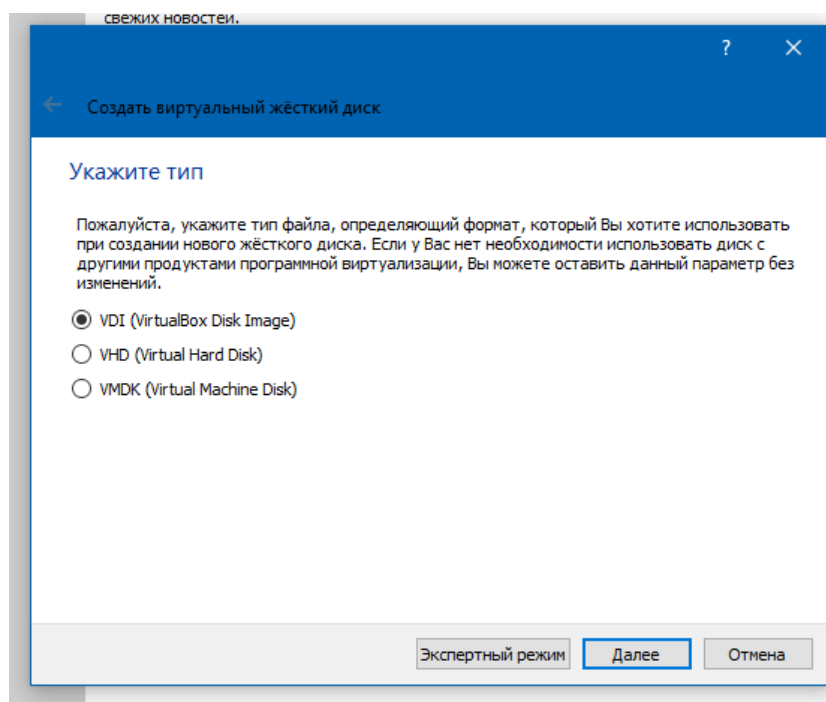 свежих новостей.
?
Создать виртуальный жёсткий диск
Укажите тип
Пожалуйста, укажите тип файла, определяющий формат, который Вы хотите использовать
при создании нового жёсткого диска. Если у Вас нет необходимости использовать диск с
другими продуктами программной виртуализации, Вы можете оставить данный параметр без
изменений.
VDI (VirtualBox Disk Image)
VHD (Virtual Hard Disk)
VMDK (Virtual Machine Disk)
Экспертный режим Далее Отмена